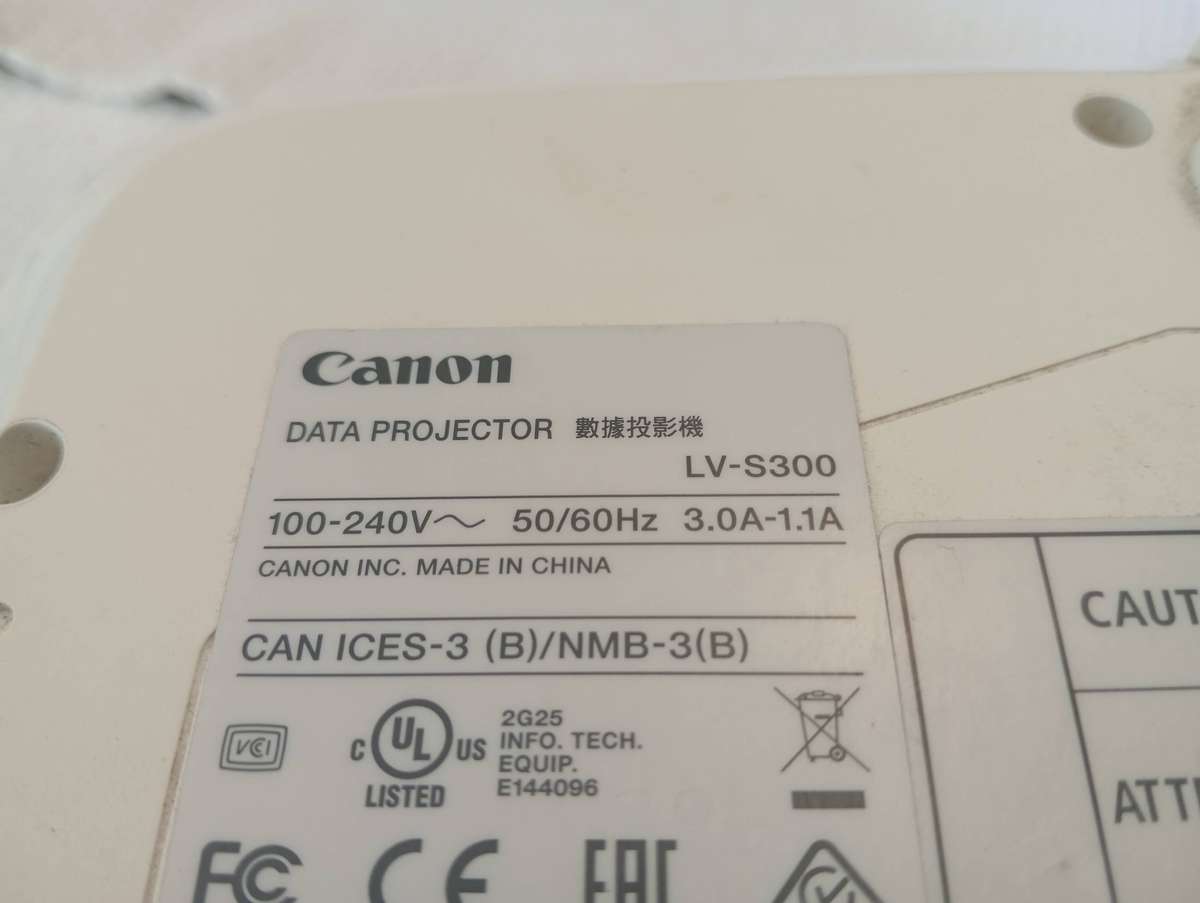 Canon
DATA PROJECTOR 數據投影機
LV-S300
100-240V～ 50/60Hz 3.0A-1.1A
CANON INC. MADE IN CHINA
CAN ICES-3 (B)/NMB-3(B)
VCI
C UL US
LISTED
2G25
INFO. TECH.
EQUIP.
E144096
FC CE EAC
CAUT
ATTE